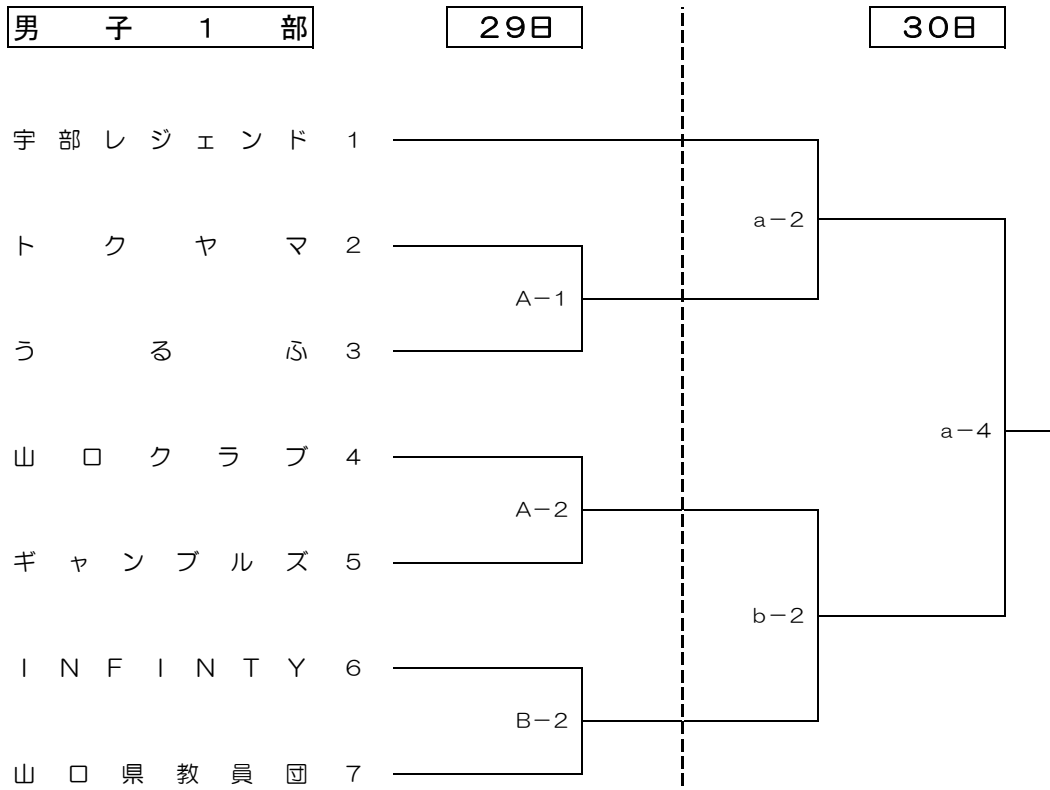 男子1部 29日 30日
宇部レジェンド 1
a－2
トクヤマ 2
A－1
うるふ 3
a－4
山口クラブ 4
A－2
ギャンブルズ 5
b－2
INFINTY 6
B－2
山口県教員団 7